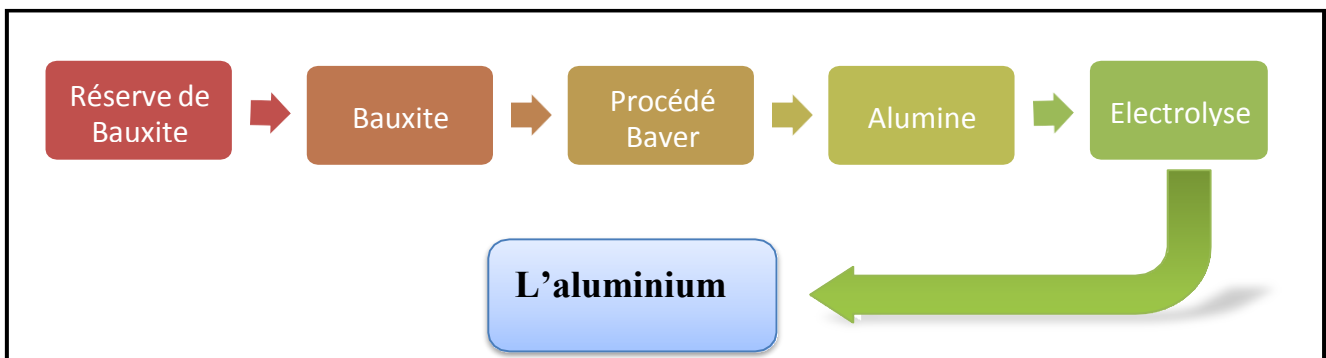 Réserve de
Bauxite
Bauxite
Procédé
Baver
Alumine
Electrolyse
L’aluminium